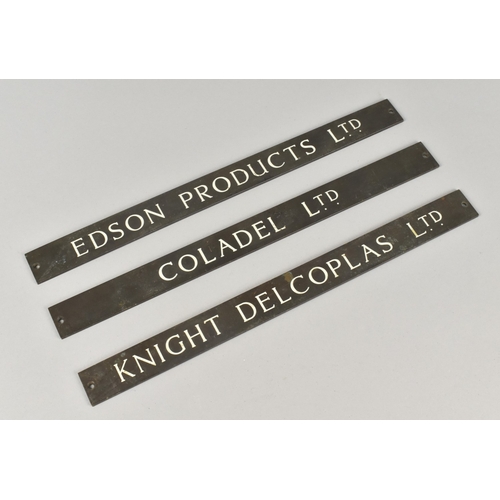 EDSON PRODUCTS LTD
COLADEL LTD
KNIGHT DELCOPLAS LTD